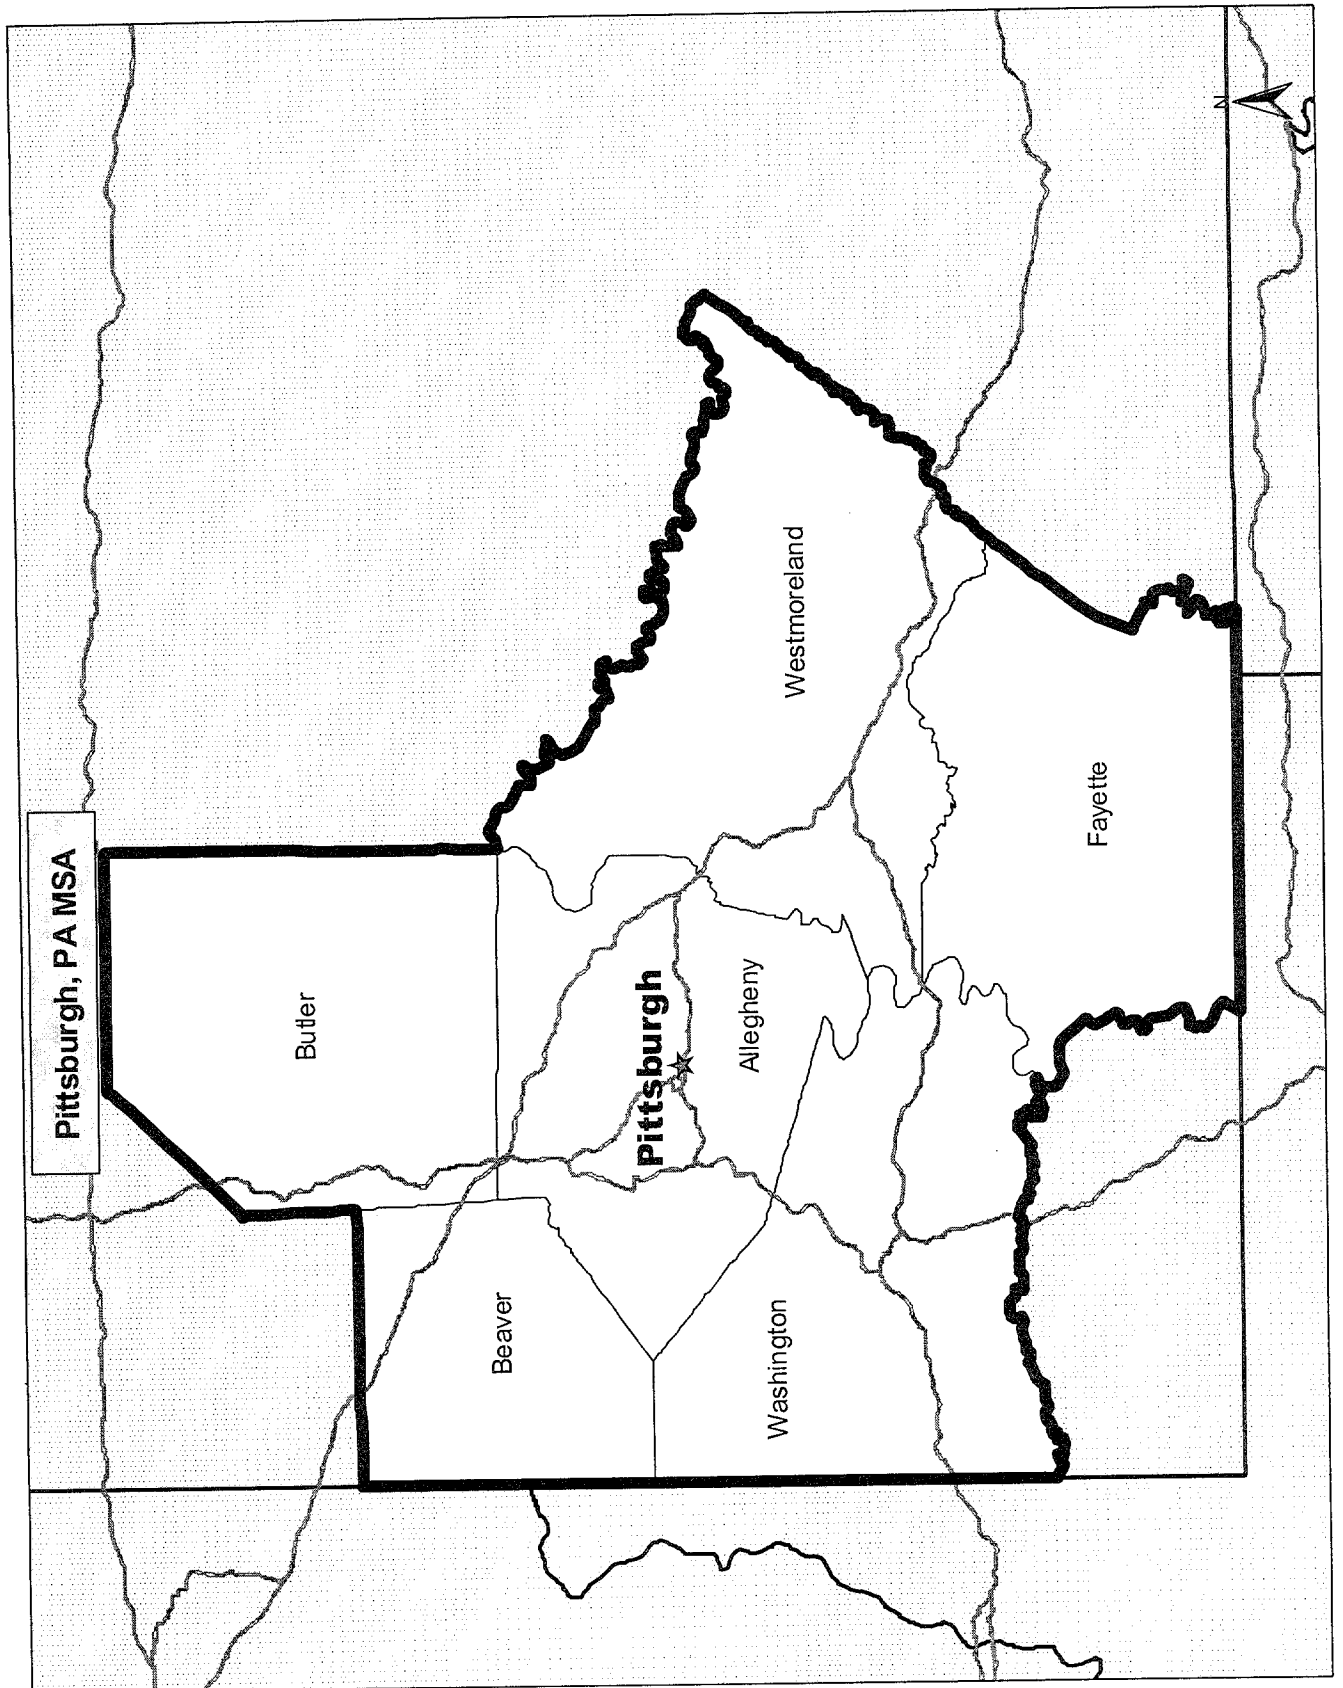 Pittsburgh, PA MSA
Butler
Beaver
Pittsburgh
Allegheny
Westmoreland
Washington
Fayette
N